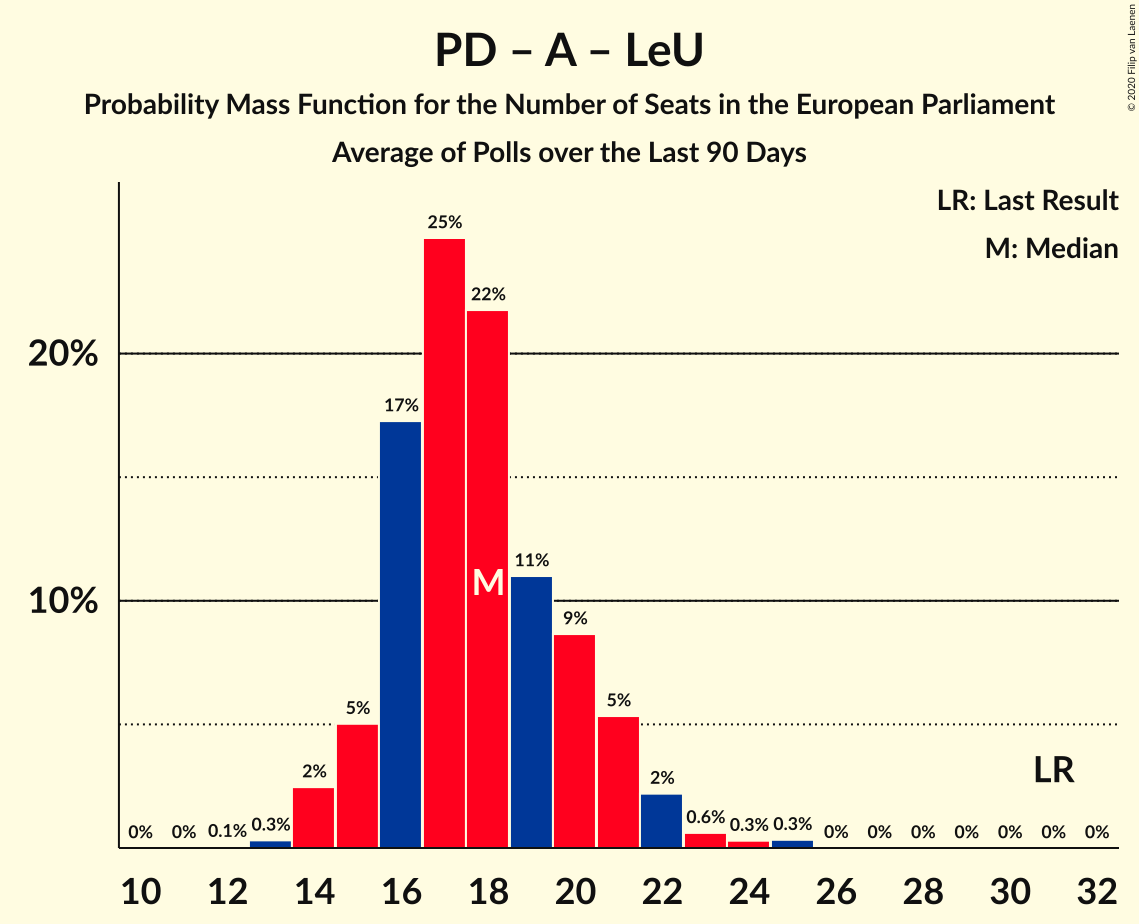 PD – A – LeU
Probability Mass Function for the Number of Seats in the European Parliament
Average of Polls over the Last 90 Days
© 2020 Filip van Laenen
LR: Last Result
M: Median
25%
22%
20%
17%
11%
M
10%
9%
5%
5%
2%
2%
LR
0% 0% 0.1% 0.3% 0.6% 0.3% 0.3% 0% 0% 0% 0% 0% 0% 0%
10 12 14 16 18 20 22 24 26 28 30 32